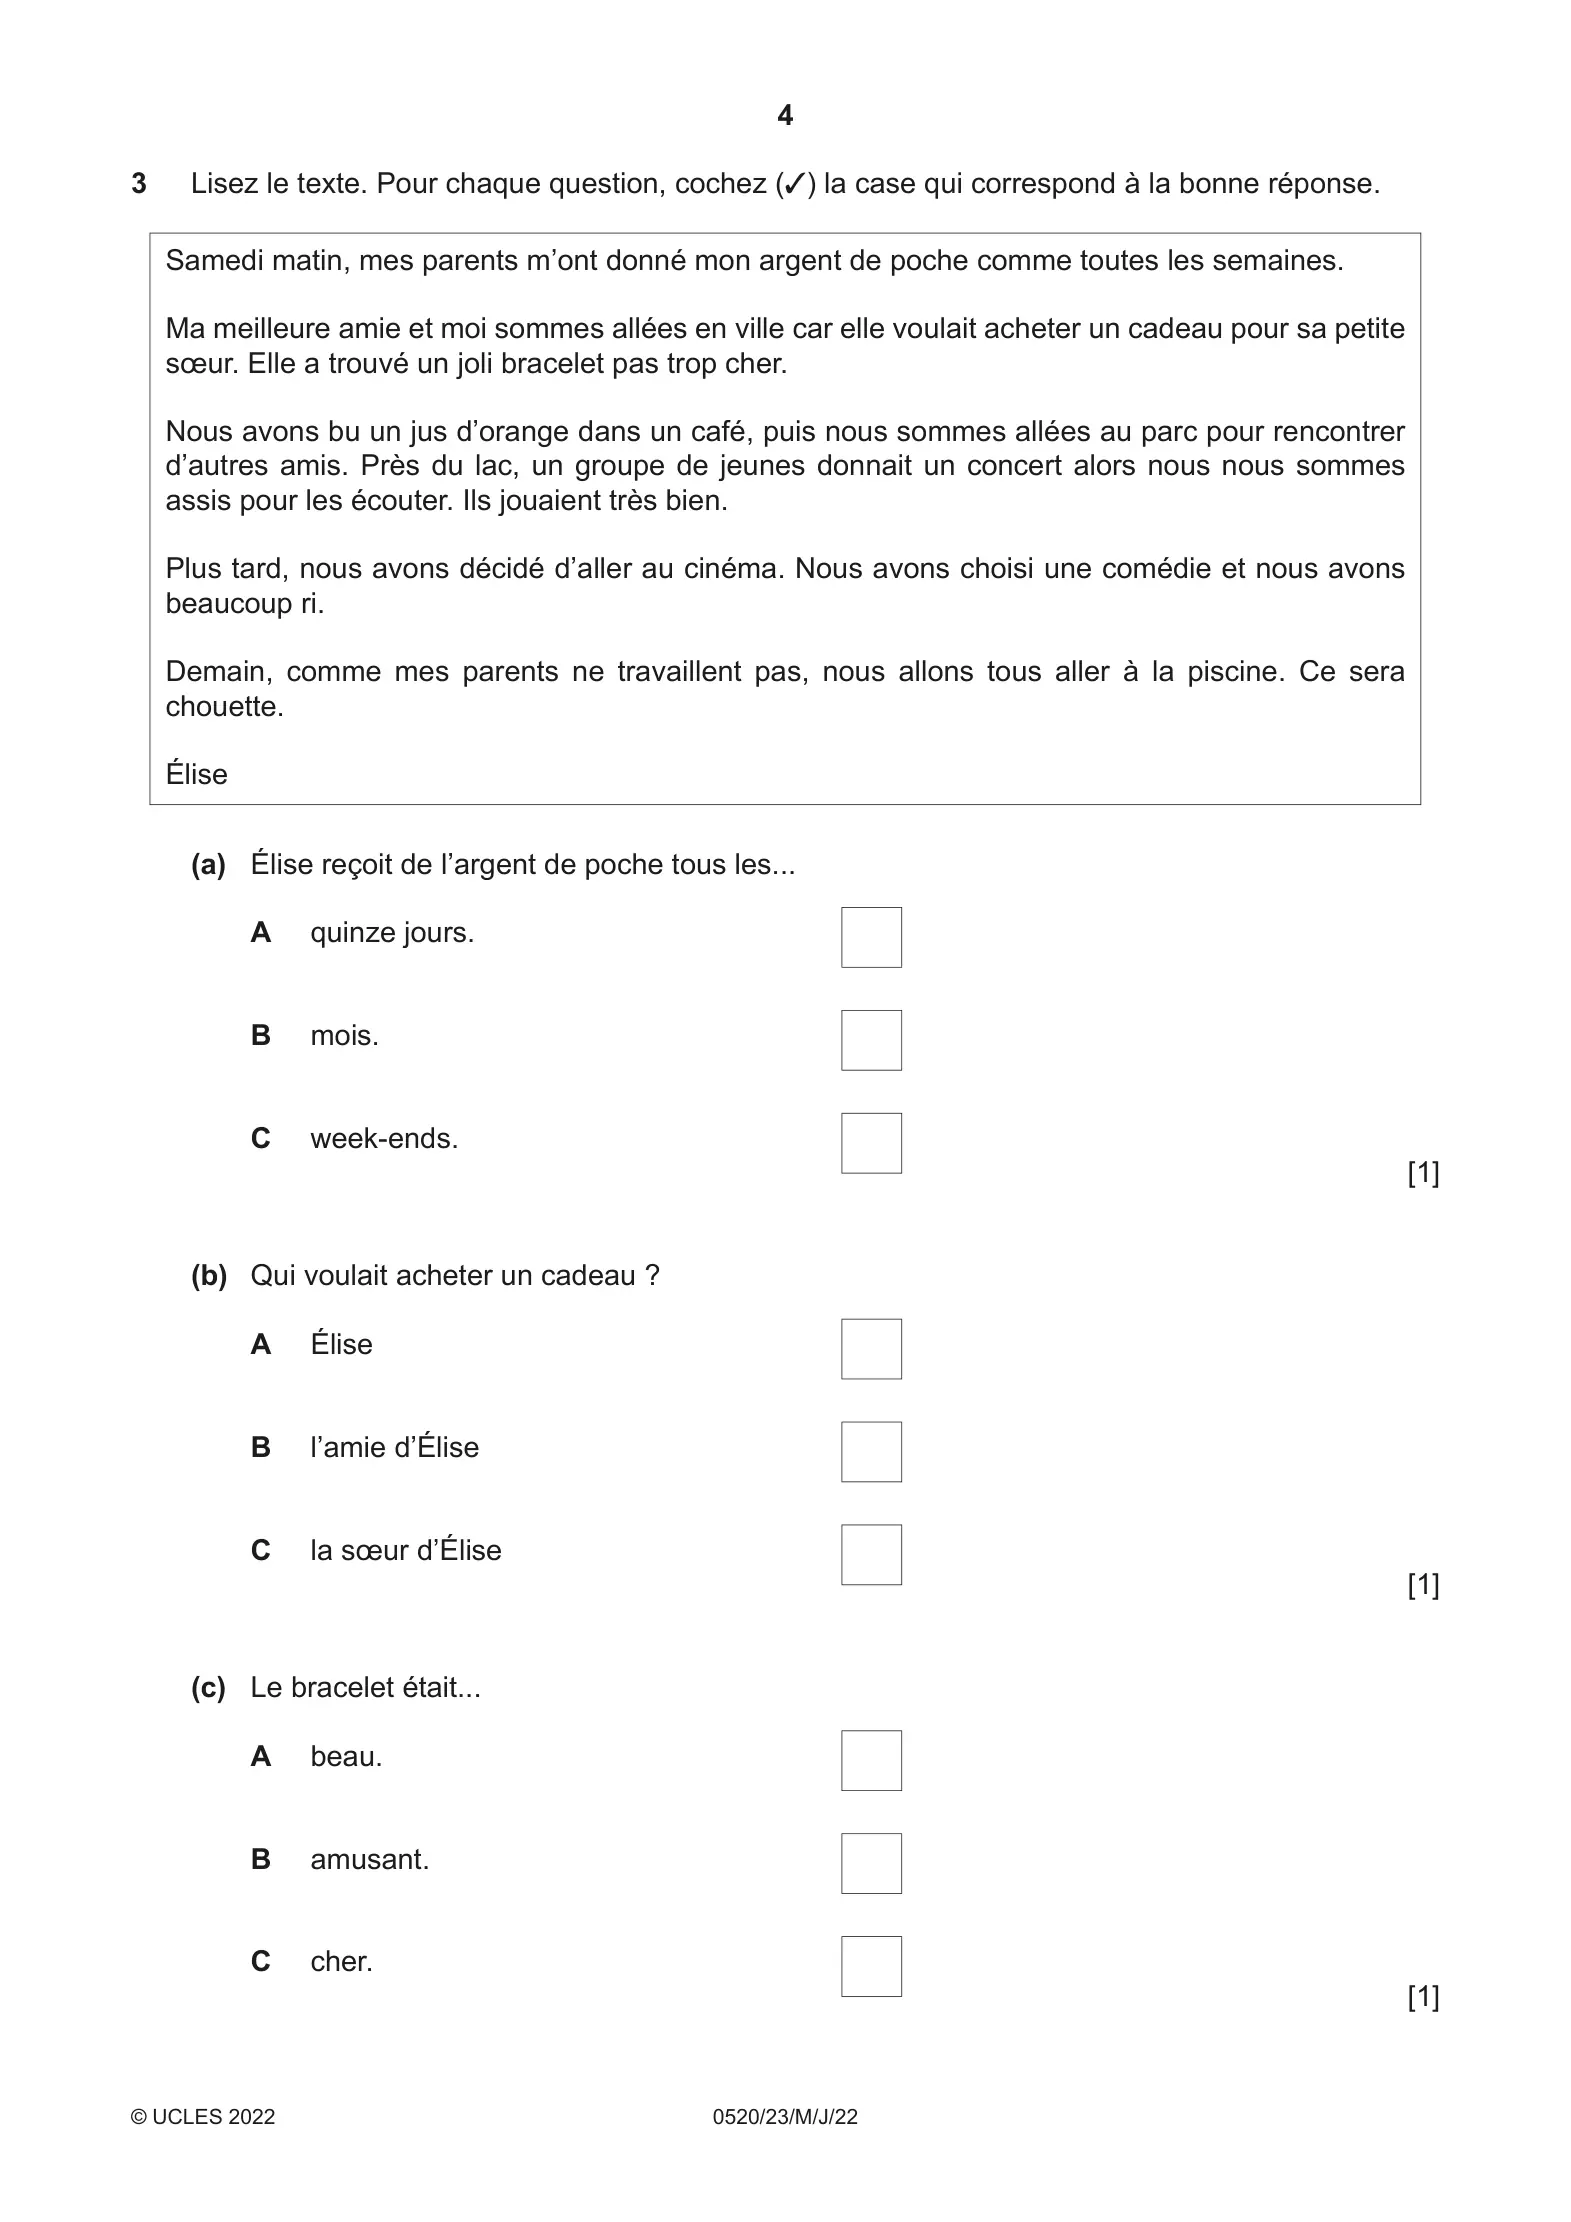 4
3 Lisez le texte. Pour chaque question, cochez (✓) la case qui correspond à la bonne réponse.
Samedi matin, mes parents m’ont donné mon argent de poche comme toutes les semaines.
Ma meilleure amie et moi sommes allées en ville car elle voulait acheter un cadeau pour sa petite
sœur. Elle a trouvé un joli bracelet pas trop cher.
Nous avons bu un jus d’orange dans un café, puis nous sommes allées au parc pour rencontrer
d’autres amis. Près du lac, un groupe de jeunes donnait un concert alors nous nous sommes
assis pour les écouter. Ils jouaient très bien.
Plus tard, nous avons décidé d’aller au cinéma. Nous avons choisi une comédie et nous avons
beaucoup ri.
Demain, comme mes parents ne travaillent pas, nous allons tous aller à la piscine. Ce sera
chouette.
Élise
(a) Élise reçoit de l’argent de poche tous les...
A quinze jours.
B mois.
C week-ends.
[1]
(b) Qui voulait acheter un cadeau ?
A Élise
B l’amie d’Élise
C la sœur d’Élise
[1]
(c) Le bracelet était...
A beau.
B amusant.
C cher.
[1]
© UCLES 2022 0520/23/M/J/22